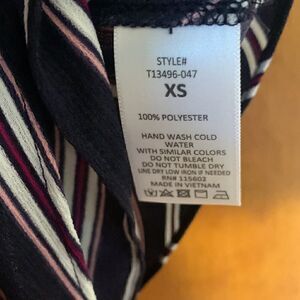 STYLE#
T13496-047
XS
100% POLYESTER
HAND WASH COLD
WATER
WITH SIMILAR COLORS
DO NOT BLEACH
DO NOT TUMBLE DRY
LINE DRY LOW IRON IF NEEDED
RN# 115602
MADE IN VIETNAM